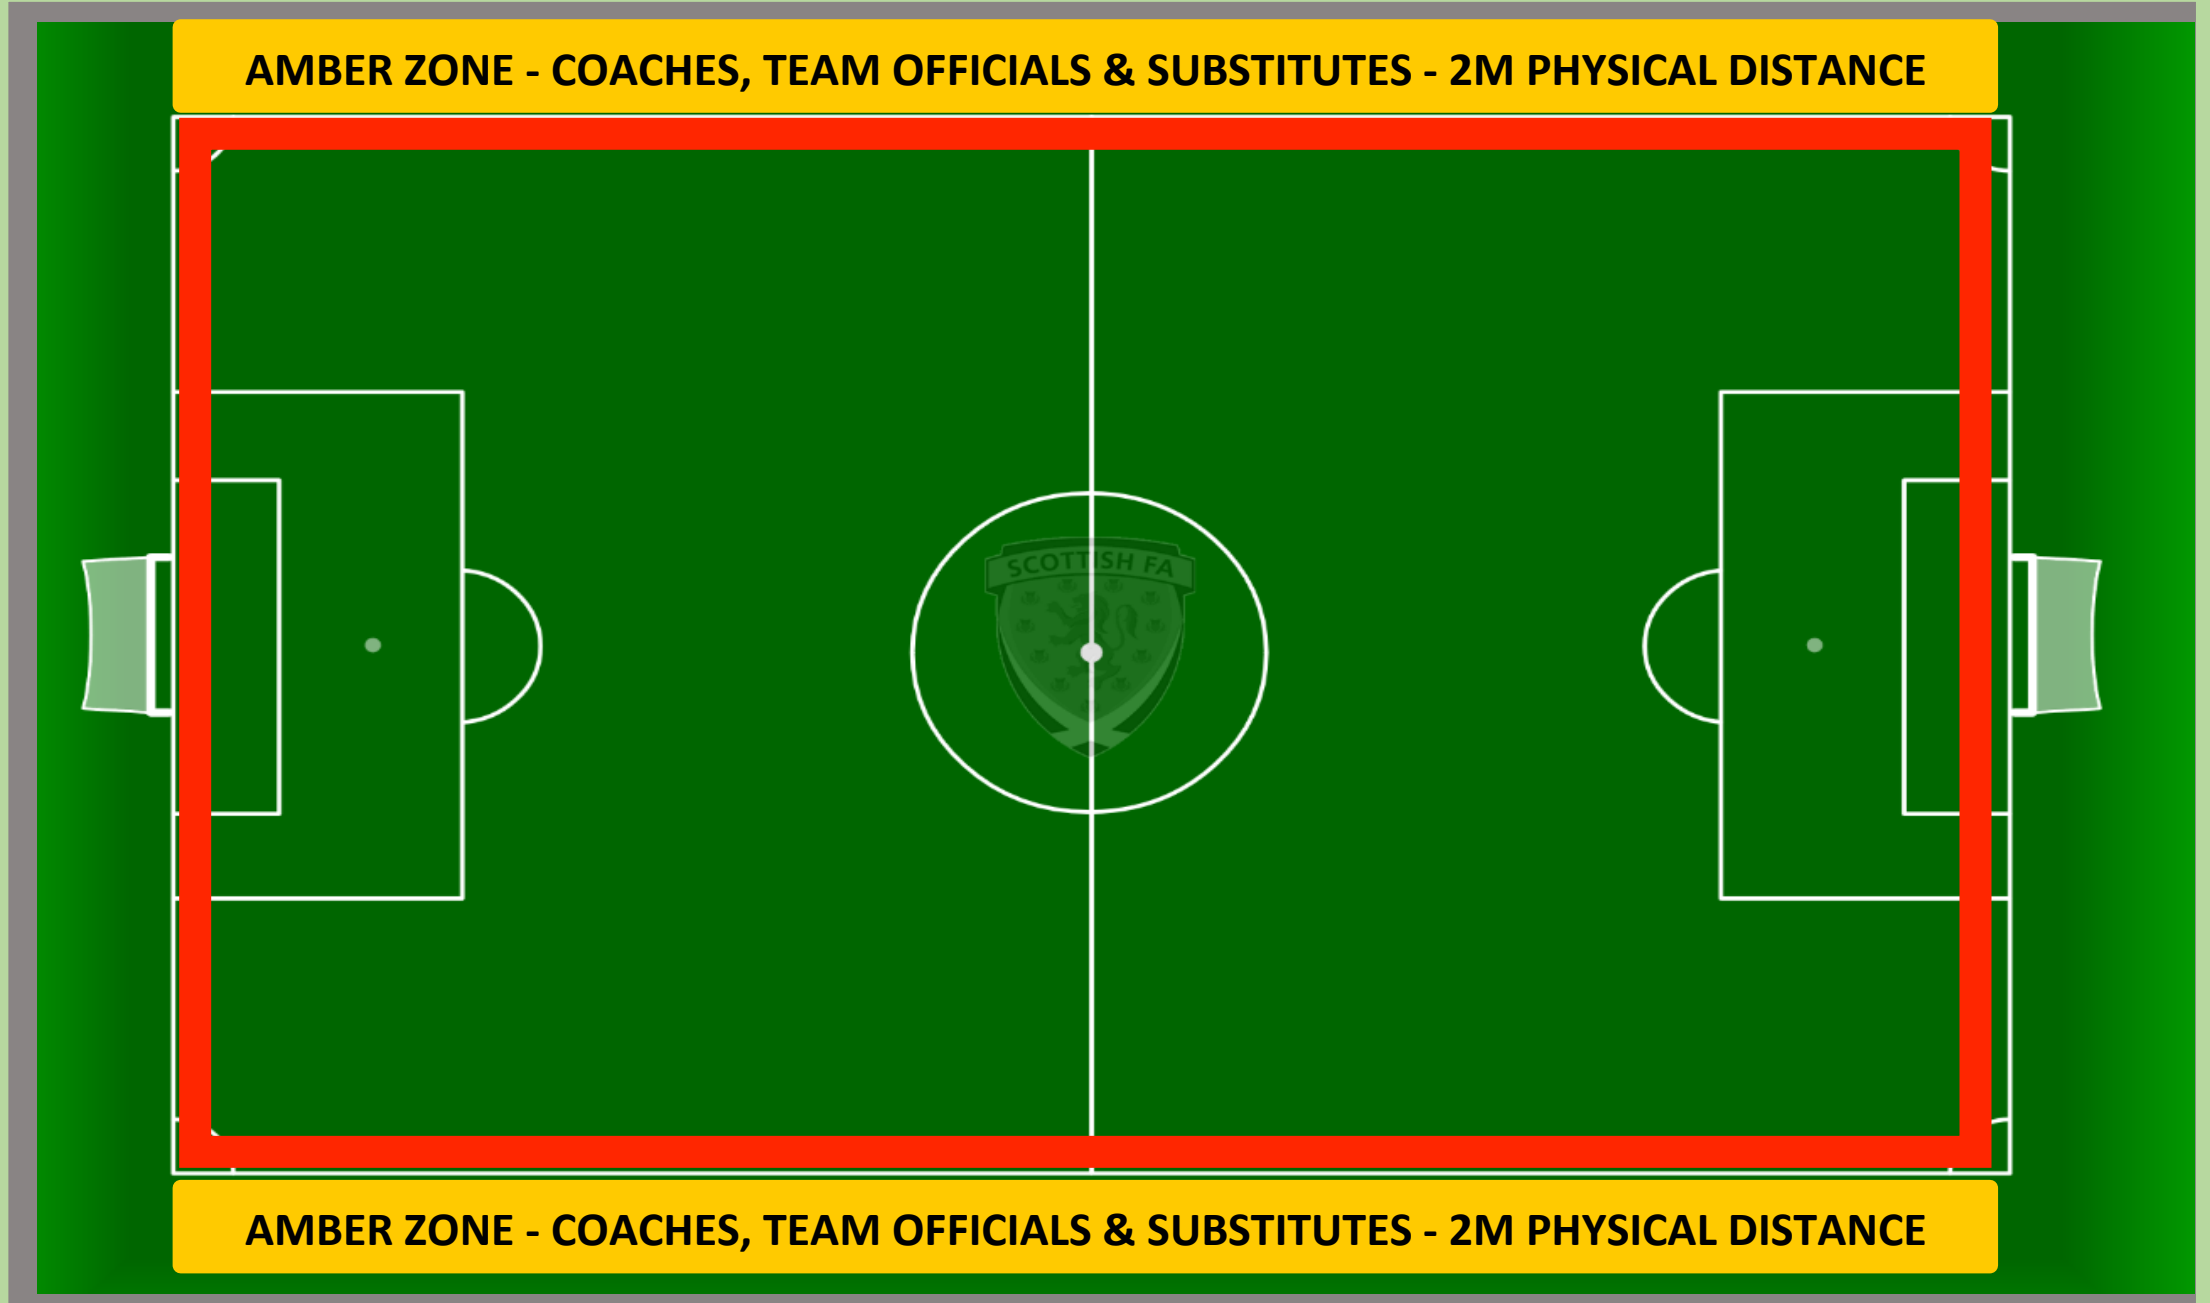 AMBER ZONE - COACHES, TEAM OFFICIALS & SUBSTITUTES - 2M PHYSICAL DISTANCE
SCOTTISH FA
AMBER ZONE - COACHES, TEAM OFFICIALS & SUBSTITUTES - 2M PHYSICAL DISTANCE